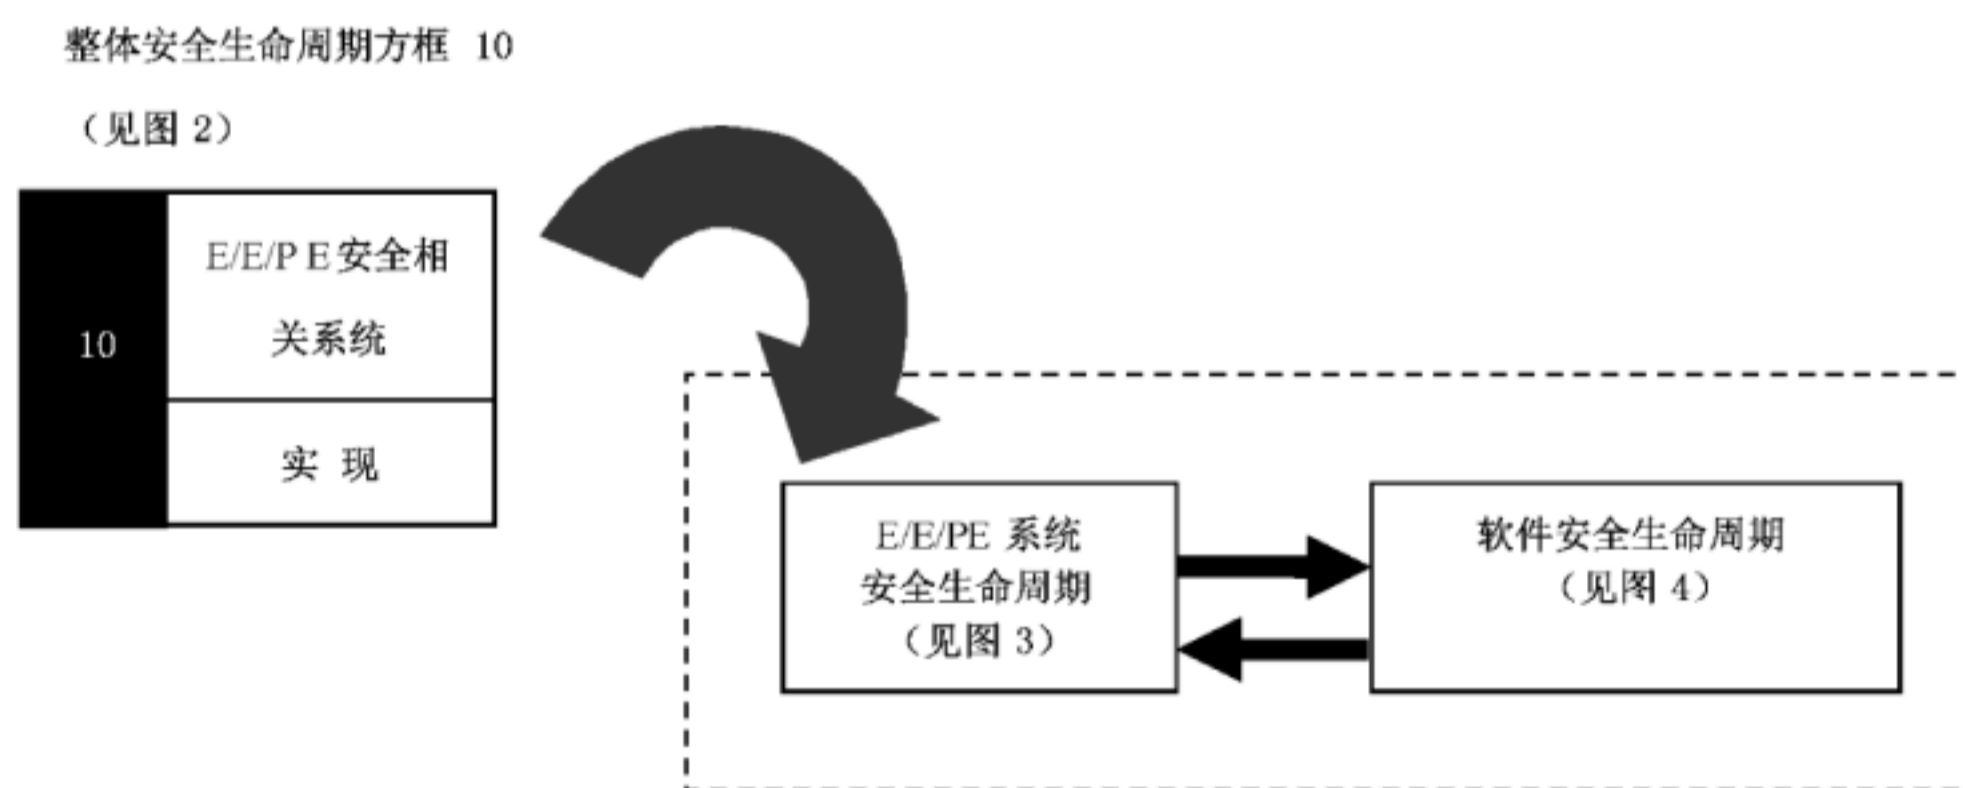 整体安全生命周期方框 10
（见图 2）
10
E/E/P E安全相
关系统
实 现
E/E/PE 系统
安全生命周期
（见图 3）
软件安全生命周期
（见图 4）